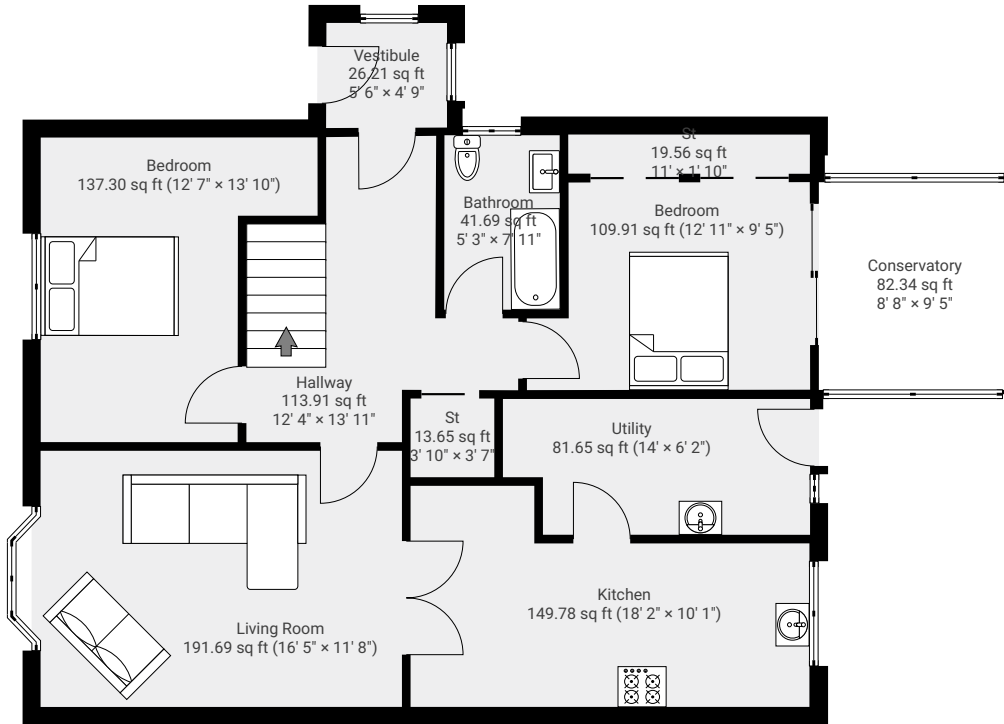 Vestibule
26.21 sq ft
5' 6" × 4' 9"
Bedroom
137.30 sq ft (12' 7" × 13' 10")
St
19.56 sq ft
11' × 1' 10"
Bathroom
41.69 sq ft
5' 3" × 7' 11"
Bedroom
109.91 sq ft (12' 11" × 9' 5")
Conservatory
82.34 sq ft
8' 8" × 9' 5"
Hallway
113.91 sq ft
12' 4" × 13' 11"
St
13.65 sq ft
3' 10" × 3' 7"
Utility
81.65 sq ft (14' × 6' 2")
Kitchen
149.78 sq ft (18' 2" × 10' 1")
Living Room
191.69 sq ft (16' 5" × 11' 8")